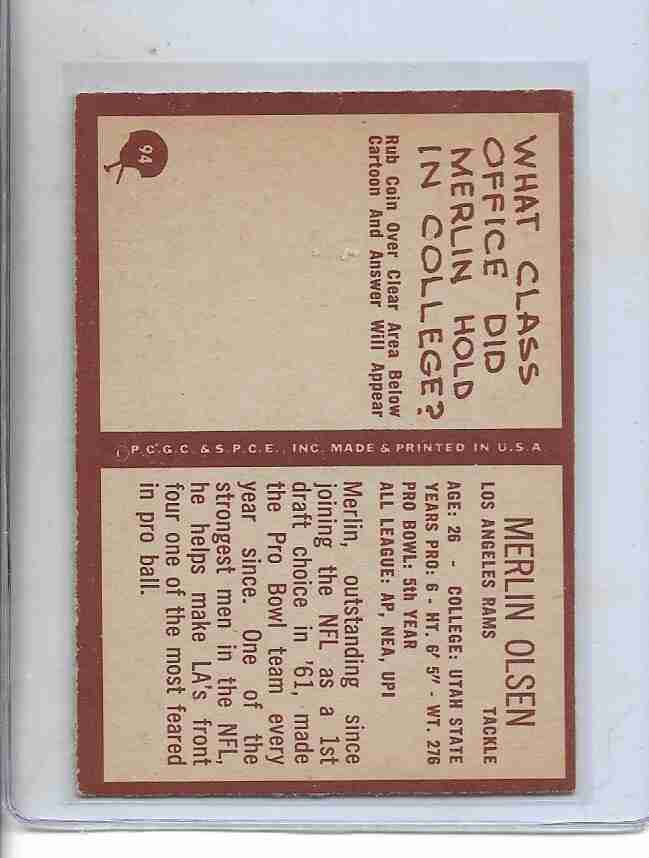 WHAT CLASS
OFFICE DID
MERLIN HOLD
IN COLLEGE?
Rub Coin Over Clear Area Below
Cartoon And Answer Will Appear
94
©P.C.G.C. & S.P.C.E., INC. MADE & PRINTED IN U.S.A
MERLIN OLSEN
LOS ANGELES RAMS TACKLE
AGE: 26 - COLLEGE: UTAH STATE
YEARS PRO: 6 - HT. 6' 5" - WT. 276
PRO BOWL: 5th YEAR
ALL LEAGUE: AP, NEA, UPI
Merlin, outstanding since
joining the NFL as a 1st
draft choice in '61, made
the Pro Bowl team every
year since. One of the
strongest men in the NFL,
he helps make LA's front
four one of the most feared
in pro ball.